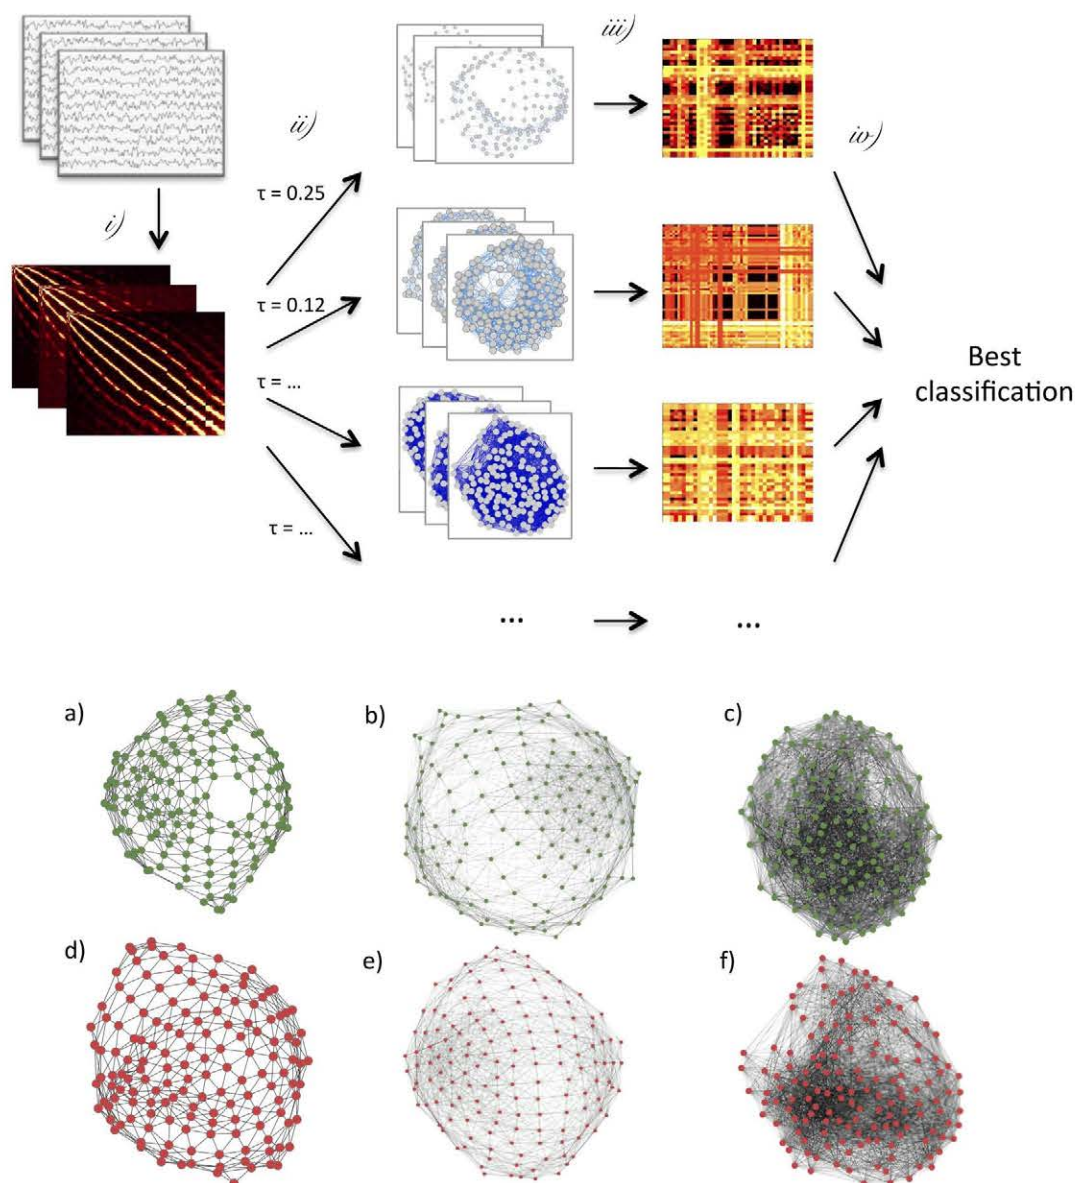 iii)
ii)
iv)
τ = 0.25
i)
τ = 0.12
τ = ...
Best
classification
τ = ...
...
...
a)
b)
c)
d)
e)
f)